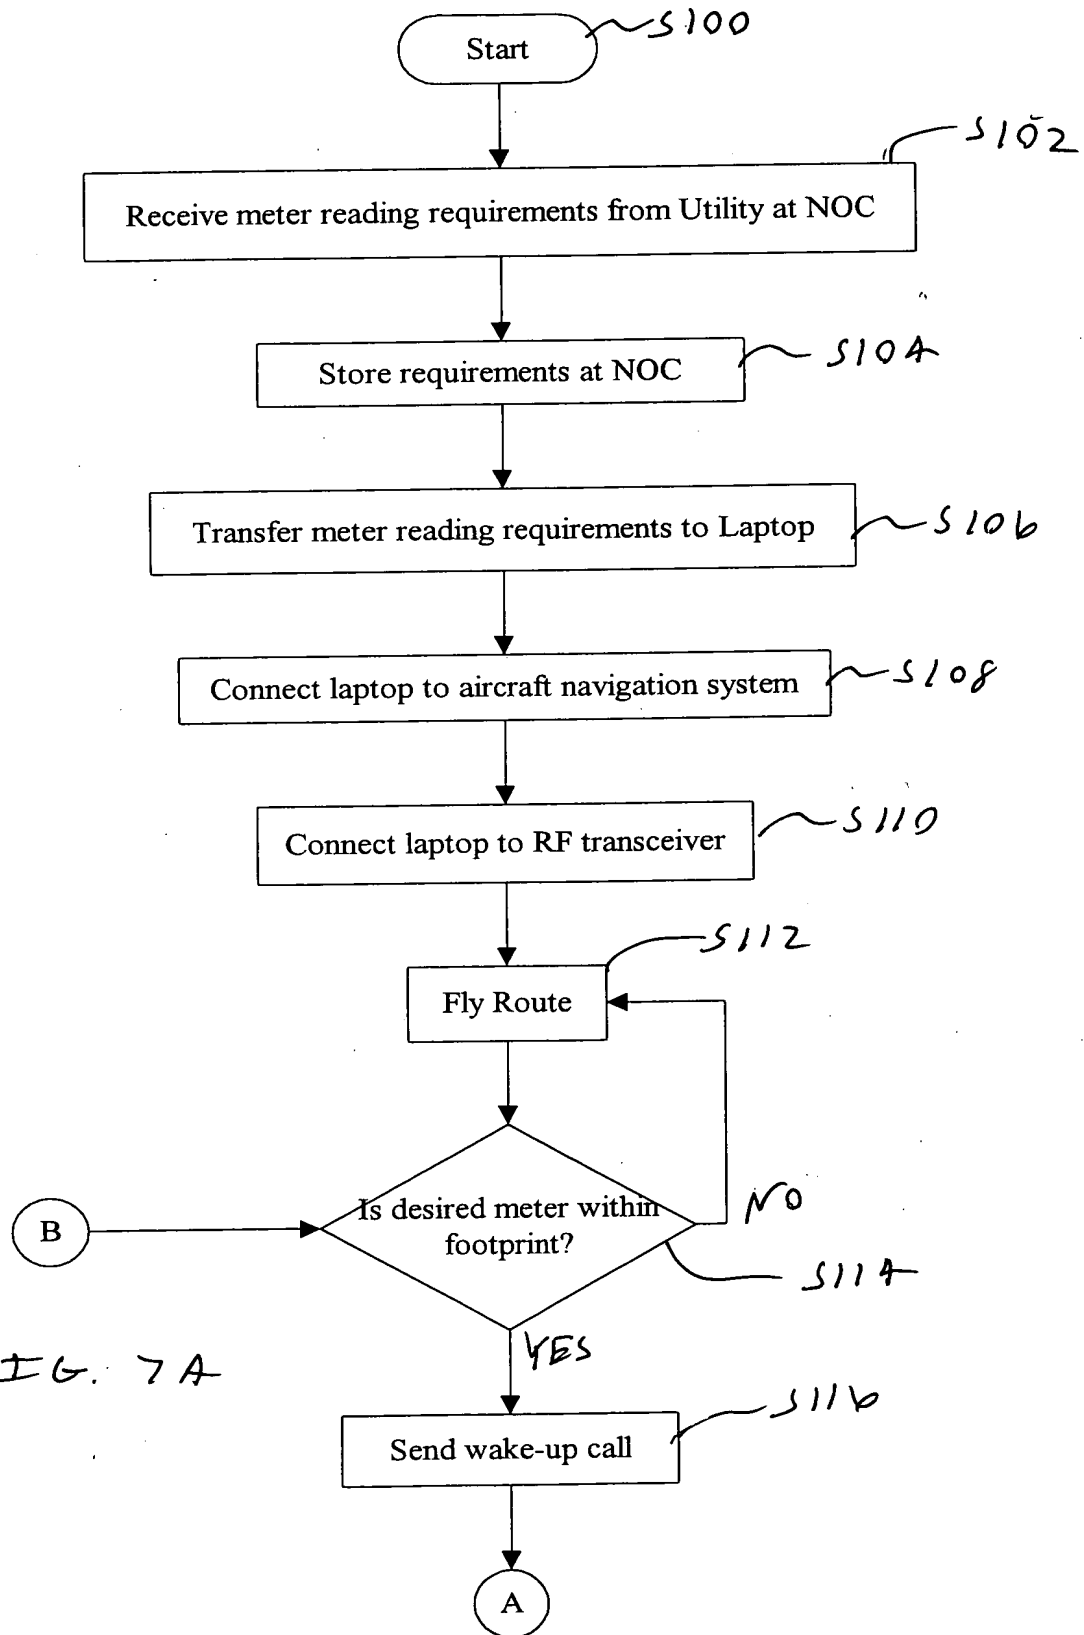 Start
S100
S102
Receive meter reading requirements from Utility at NOC
Store requirements at NOC
S104
Transfer meter reading requirements to Laptop
S106
Connect laptop to aircraft navigation system
S108
Connect laptop to RF transceiver
S110
S112
Fly Route
Is desired meter within
footprint?
NO
B
S114
YES
IG. 7A
S116
Send wake-up call
A